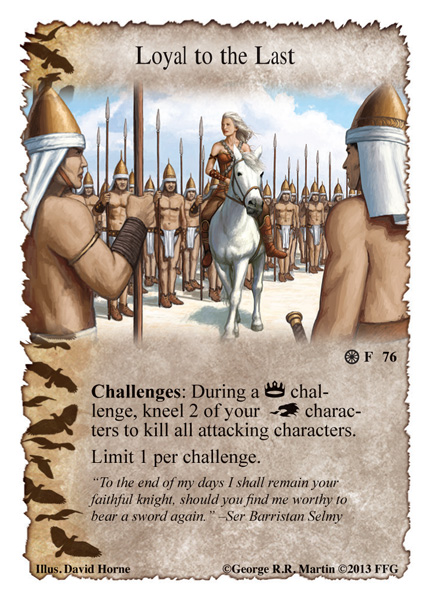 Loyal to the Last
F 76
Challenges: During a chal-
lenge, kneel 2 of your charac-
ters to kill all attacking characters.
Limit 1 per challenge.
“To the end of my days I shall remain your
faithful knight, should you find me worthy to
bear a sword again.” –Ser Barristan Selmy
Illus. David Horne ©George R.R. Martin ©2013 FFG